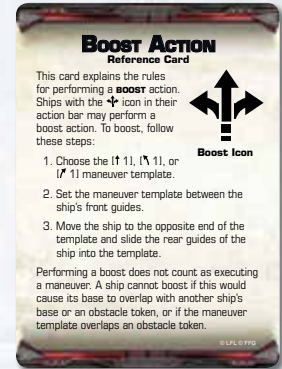 Boost Action
Reference Card
This card explains the rules
for performing a BOOST action.
Ships with the icon in their
action bar may perform a
boost action. To boost, follow
these steps:
Boost Icon
1. Choose the [↑ 1], [↖ 1], or
[↗ 1] maneuver template.
2. Set the maneuver template between the
ship's front guides.
3. Move the ship to the opposite end of the
template and slide the rear guides of the
ship into the template.
Performing a boost does not count as executing
a maneuver. A ship cannot boost if this would
cause its base to overlap with another ship's
base or an obstacle token, or if the maneuver
template overlaps an obstacle token.
© LFL © FFG